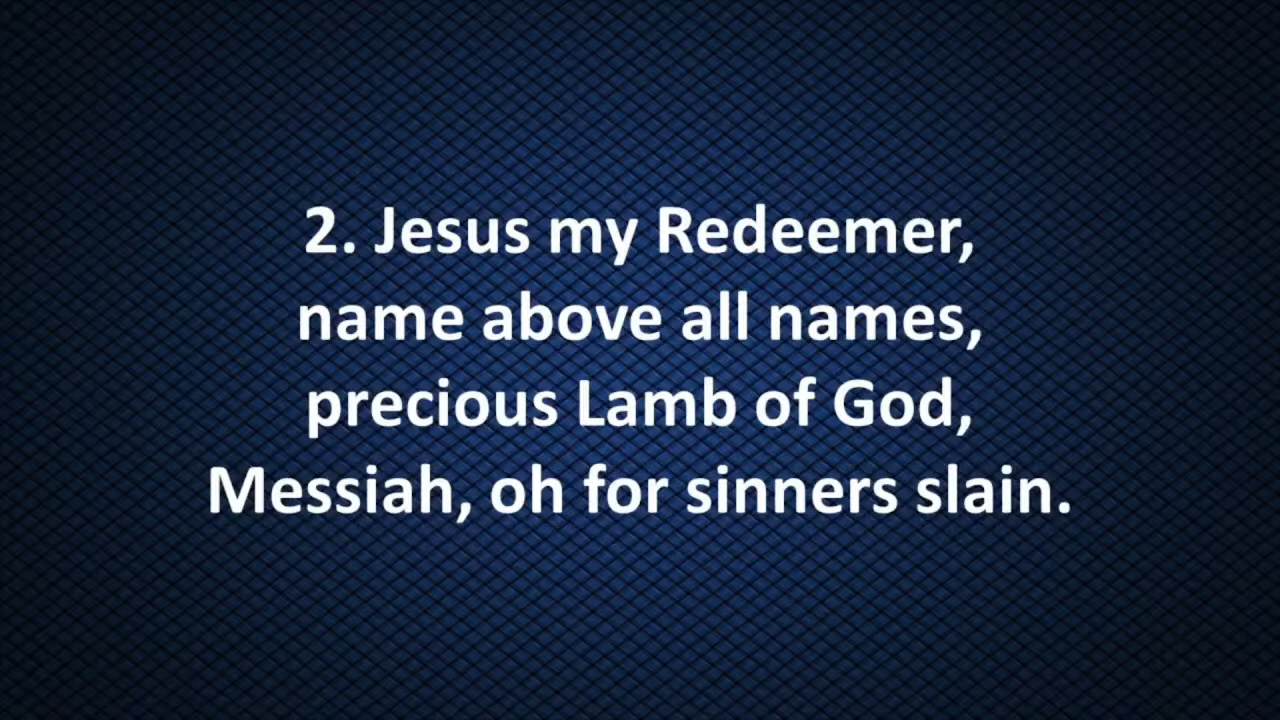 2. Jesus my Redeemer,
name above all names,
precious Lamb of God,
Messiah, oh for sinners slain.